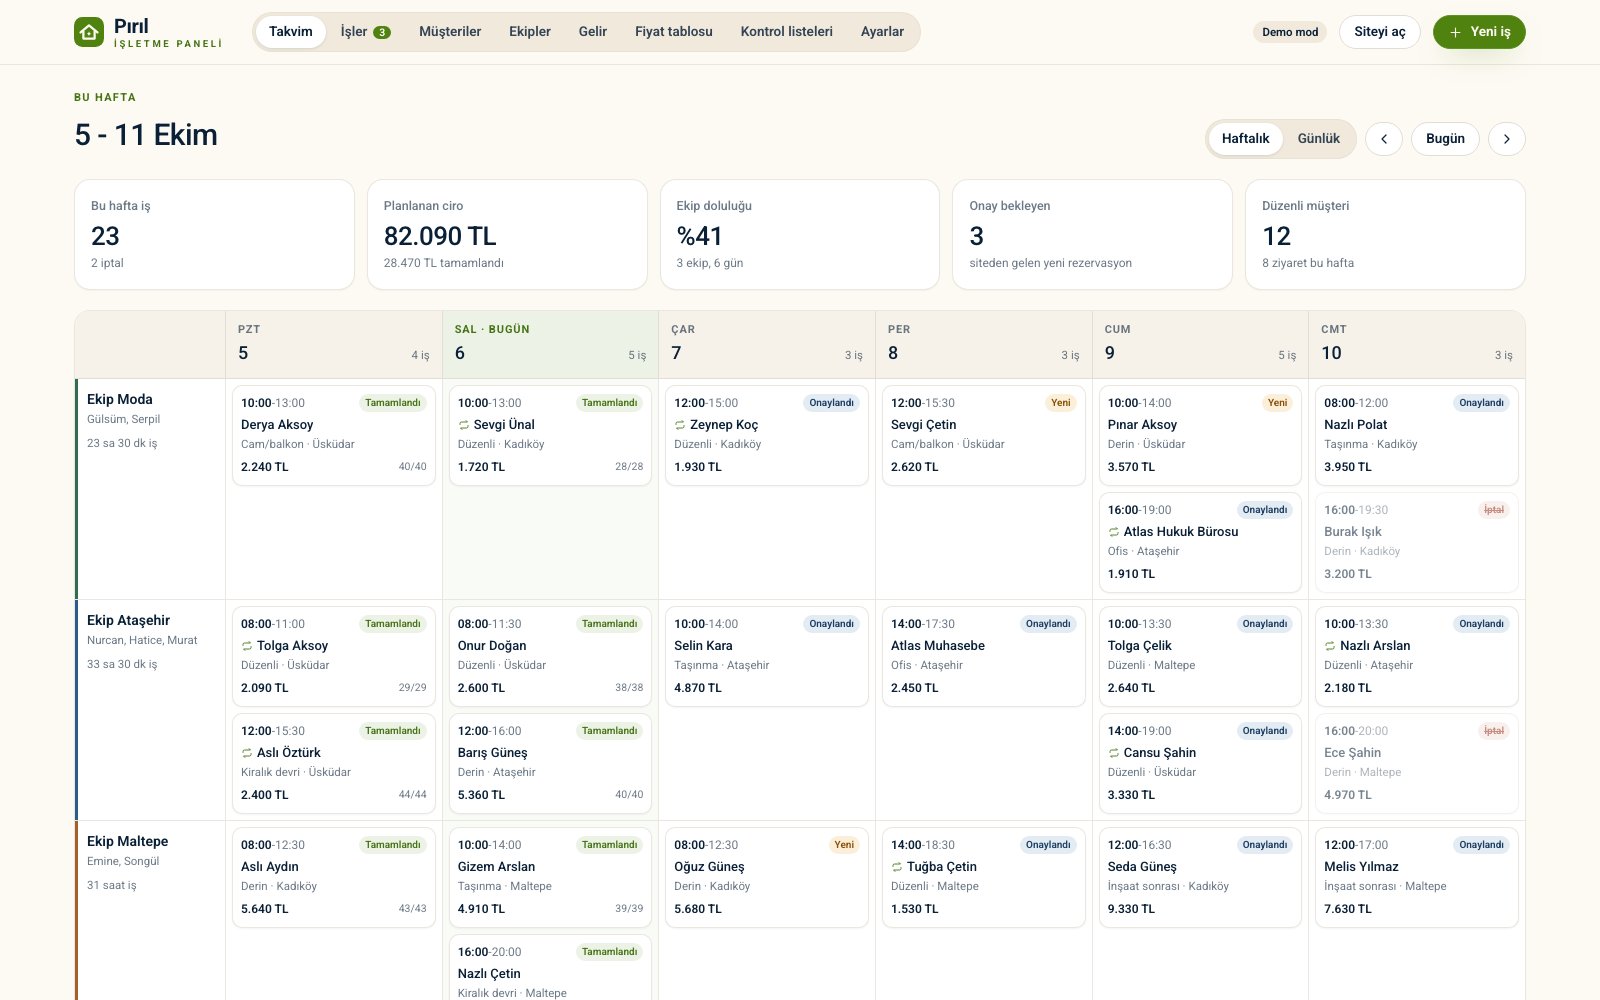 Pırıl
İŞLETME PANELİ
Takvim
İşler 3
Müşteriler
Ekipler
Gelir
Fiyat tablosu
Kontrol listeleri
Ayarlar
Demo mod
Siteyi aç
+ Yeni iş
BU HAFTA
5 - 11 Ekim
Haftalık
Günlük
Bugün
Bu hafta iş
23
2 iptal
Planlanan ciro
82.090 TL
28.470 TL tamamlandı
Ekip doluluğu
%41
3 ekip, 6 gün
Onay bekleyen
3
siteden gelen yeni rezervasyon
Düzenli müşteri
12
8 ziyaret bu hafta
PZT
5 4 iş
SAL · BUGÜN
6 5 iş
ÇAR
7 3 iş
PER
8 3 iş
CUM
9 5 iş
CMT
10 3 iş
Ekip Moda
Gülsüm, Serpil
23 sa 30 dk iş
10:00-13:00 Tamamlandı
Derya Aksoy
Cam/balkon · Üsküdar
2.240 TL 40/40
10:00-13:00 Tamamlandı
Sevgi Ünal
Düzenli · Kadıköy
1.720 TL 28/28
12:00-15:00 Onaylandı
Zeynep Koç
Düzenli · Kadıköy
1.930 TL
12:00-15:30 Yeni
Sevgi Çetin
Cam/balkon · Üsküdar
2.620 TL
10:00-14:00 Yeni
Pınar Aksoy
Derin · Üsküdar
3.570 TL
16:00-19:00 Onaylandı
Atlas Hukuk Bürosu
Ofis · Ataşehir
1.910 TL
08:00-12:00 Onaylandı
Nazlı Polat
Taşınma · Kadıköy
3.950 TL
16:00-19:30 İptal
Burak Işık
Derin · Kadıköy
3.200 TL
Ekip Ataşehir
Nurcan, Hatice, Murat
33 sa 30 dk iş
08:00-11:00 Tamamlandı
Tolga Aksoy
Düzenli · Üsküdar
2.090 TL 29/29
12:00-15:30 Tamamlandı
Aslı Öztürk
Kiralık devri · Üsküdar
2.400 TL 44/44
08:00-11:30 Tamamlandı
Onur Doğan
Düzenli · Üsküdar
2.600 TL 38/38
12:00-16:00 Tamamlandı
Barış Güneş
Derin · Ataşehir
5.360 TL 40/40
10:00-14:00 Onaylandı
Selin Kara
Taşınma · Ataşehir
4.870 TL
14:00-17:30 Onaylandı
Atlas Muhasebe
Ofis · Ataşehir
2.450 TL
10:00-13:30 Onaylandı
Tolga Çelik
Düzenli · Maltepe
2.640 TL
14:00-19:00 Onaylandı
Cansu Şahin
Düzenli · Üsküdar
3.330 TL
10:00-13:30 Onaylandı
Nazlı Arslan
Düzenli · Ataşehir
2.180 TL
16:00-20:00 İptal
Ece Şahin
Derin · Maltepe
4.970 TL
Ekip Maltepe
Emine, Songül
31 saat iş
08:00-12:30 Tamamlandı
Aslı Aydın
Derin · Kadıköy
5.640 TL 43/43
10:00-14:00 Tamamlandı
Gizem Arslan
Taşınma · Maltepe
4.910 TL 39/39
16:00-20:00 Tamamlandı
Nazlı Çetin
Kiralık devri · Maltepe
08:00-12:30 Yeni
Oğuz Güneş
Derin · Kadıköy
5.680 TL
14:00-18:30 Onaylandı
Tuğba Çetin
Düzenli · Maltepe
1.530 TL
12:00-16:30 Onaylandı
Seda Güneş
İnşaat sonrası · Kadıköy
9.330 TL
12:00-17:00 Onaylandı
Melis Yılmaz
İnşaat sonrası · Maltepe
7.630 TL